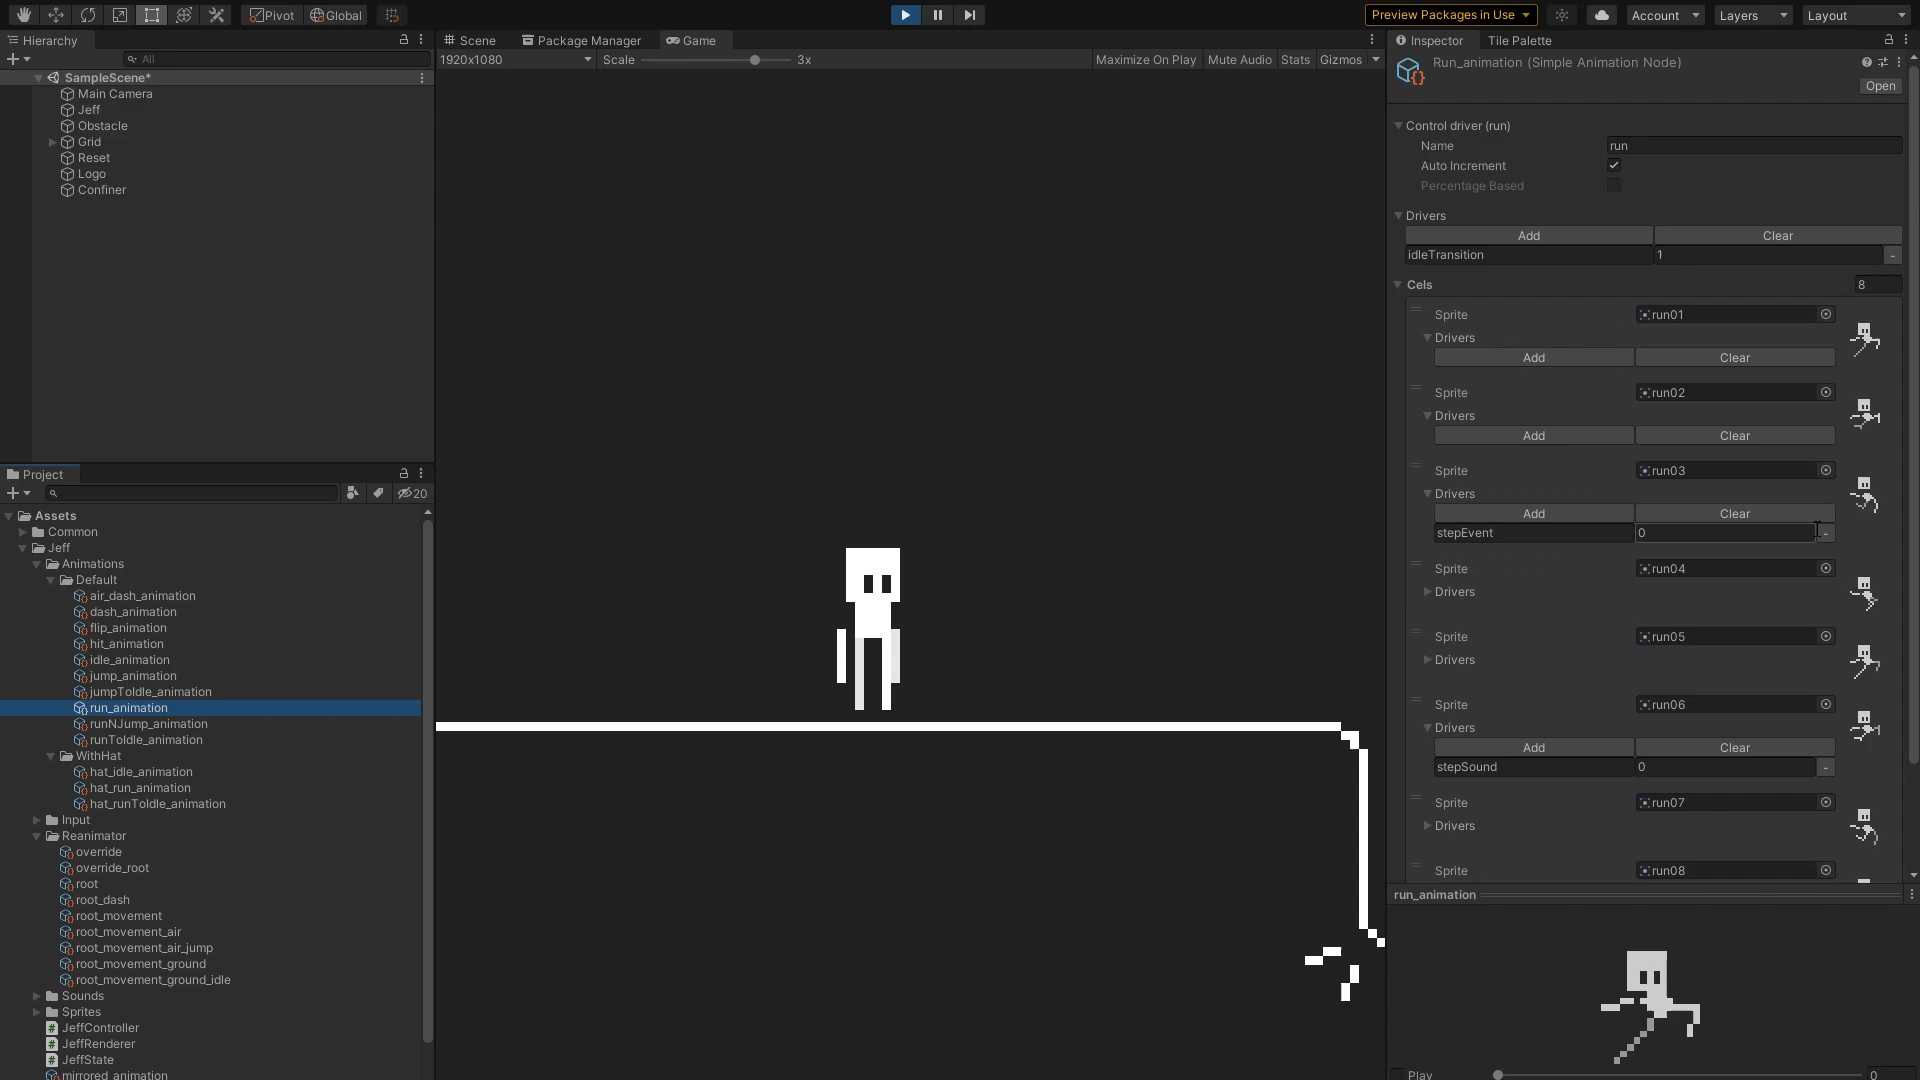 Pivot Global
Preview Packages in Use
Account Layers Layout
Hierarchy
All
SampleScene*
Main Camera
Jeff
Obstacle
Grid
Reset
Logo
Confiner
Project
20
Assets
Common
Jeff
Animations
Default
air_dash_animation
dash_animation
flip_animation
hit_animation
idle_animation
jump_animation
jumpToIdle_animation
run_animation
runNJump_animation
runToIdle_animation
WithHat
hat_idle_animation
hat_run_animation
hat_runToIdle_animation
Input
Reanimator
override
override_root
root
root_dash
root_movement
root_movement_air
root_movement_air_jump
root_movement_ground
root_movement_ground_idle
Sounds
Sprites
JeffController
JeffRenderer
JeffState
mirrored_animation
Scene Package Manager Game
1920x1080 Scale 3x Maximize On Play Mute Audio Stats Gizmos
Inspector Tile Palette
Run_animation (Simple Animation Node)
Open
Control driver (run)
Name run
Auto Increment
Percentage Based
Drivers
Add Clear
idleTransition 1 -
Cels 8
Sprite run01
Drivers
Add Clear
Sprite run02
Drivers
Add Clear
Sprite run03
Drivers
Add Clear
stepEvent 0 -
Sprite run04
Drivers
Sprite run05
Drivers
Sprite run06
Drivers
Add Clear
stepSound 0 -
Sprite run07
Drivers
Sprite run08
run_animation
Play 0